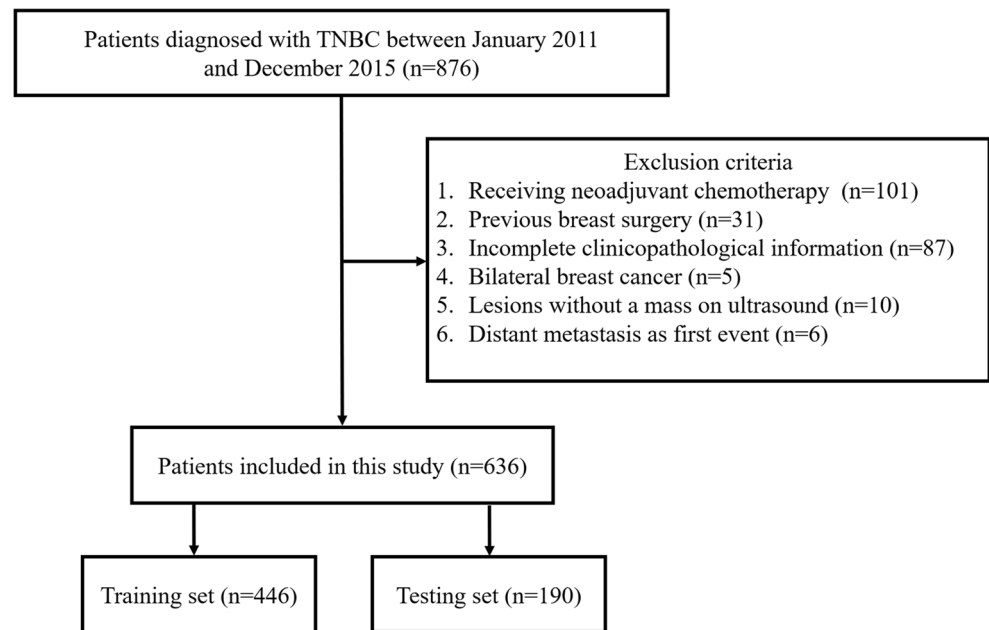 Patients diagnosed with TNBC between January 2011
and December 2015 (n=876)
Exclusion criteria
1. Receiving neoadjuvant chemotherapy (n=101)
2. Previous breast surgery (n=31)
3. Incomplete clinicopathological information (n=87)
4. Bilateral breast cancer (n=5)
5. Lesions without a mass on ultrasound (n=10)
6. Distant metastasis as first event (n=6)
Patients included in this study (n=636)
Training set (n=446)
Testing set (n=190)